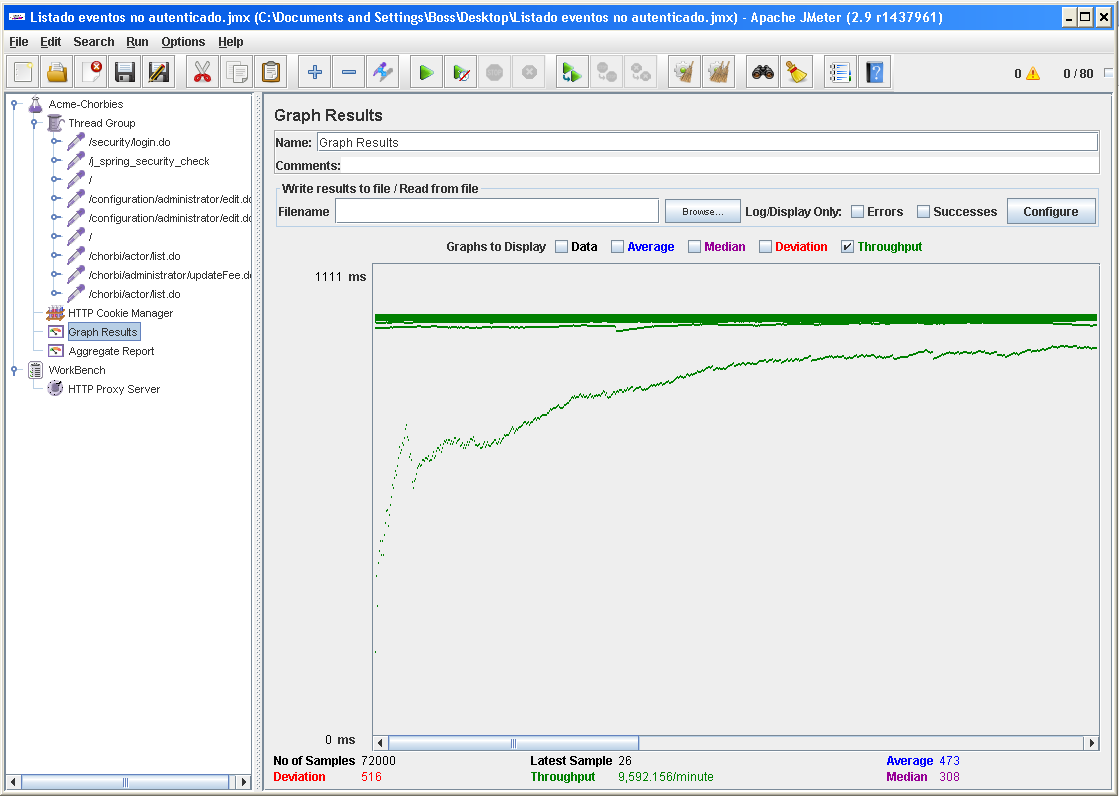 Listado eventos no autenticado.jmx (C:\Documents and Settings\Boss\Desktop\Listado eventos no autenticado.jmx) - Apache JMeter (2.9 r1437961)
File Edit Search Run Options Help
0 0 / 80
Acme-Chorbies
Thread Group
/security/login.do
/j_spring_security_check
/
/configuration/administrator/edit.do
/configuration/administrator/edit.do
/
/chorbi/actor/list.do
/chorbi/administrator/updateFee.do
/chorbi/actor/list.do
HTTP Cookie Manager
Graph Results
Aggregate Report
WorkBench
HTTP Proxy Server
Graph Results
Name: Graph Results
Comments:
Write results to file / Read from file
Filename Browse... Log/Display Only: Errors Successes Configure
Graphs to Display Data Average Median Deviation Throughput
1111 ms
0 ms
No of Samples 72000 Latest Sample 26 Average 473
Deviation 516 Throughput 9,592.156/minute Median 308